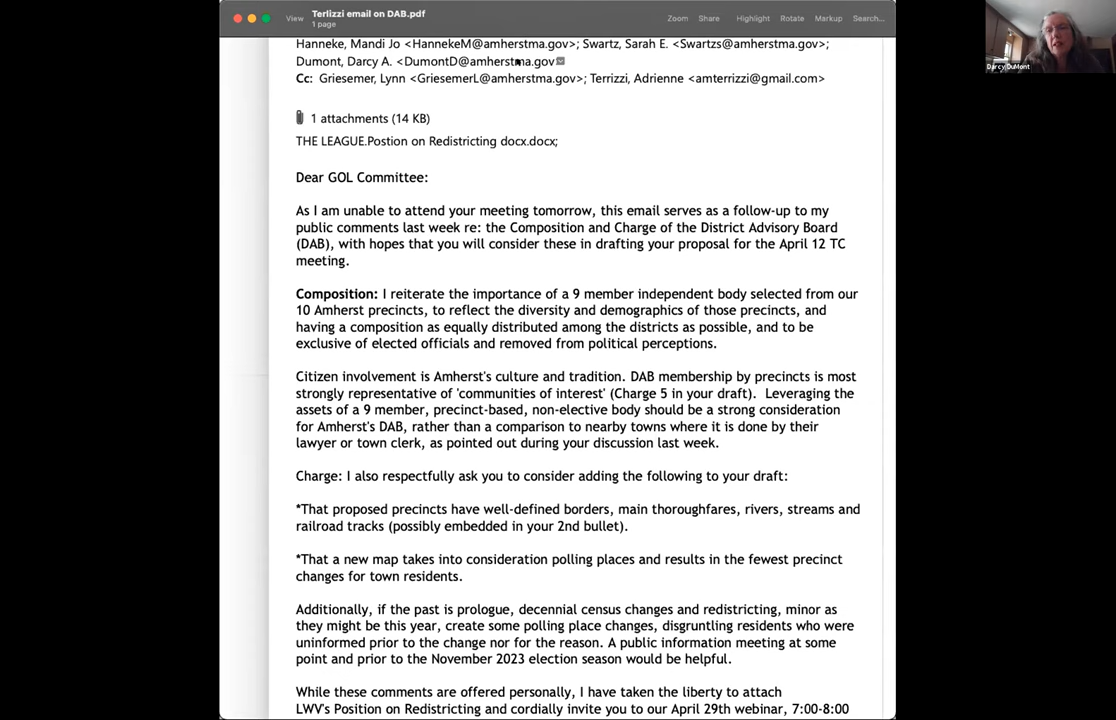 View
Terlizzi email on DAB.pdf
1 page
Zoom Share Highlight Rotate Markup Search...
Darcy DuMont
Hanneke, Mandi Jo <HannekeM@amherstma.gov>; Swartz, Sarah E. <Swartzs@amherstma.gov>;
Dumont, Darcy A. <DumontD@amherstma.gov
Cc: Griesemer, Lynn <GriesemerL@amherstma.gov>; Terrizzi, Adrienne <amterrizzi@gmail.com>
1 attachments (14 KB)
THE LEAGUE.Postion on Redistricting docx.docx;
Dear GOL Committee:
As I am unable to attend your meeting tomorrow, this email serves as a follow-up to my
public comments last week re: the Composition and Charge of the District Advisory Board
(DAB), with hopes that you will consider these in drafting your proposal for the April 12 TC
meeting.
Composition: I reiterate the importance of a 9 member independent body selected from our
10 Amherst precincts, to reflect the diversity and demographics of those precincts, and
having a composition as equally distributed among the districts as possible, and to be
exclusive of elected officials and removed from political perceptions.
Citizen involvement is Amherst's culture and tradition. DAB membership by precincts is most
strongly representative of 'communities of interest' (Charge 5 in your draft). Leveraging the
assets of a 9 member, precinct-based, non-elective body should be a strong consideration
for Amherst's DAB, rather than a comparison to nearby towns where it is done by their
lawyer or town clerk, as pointed out during your discussion last week.
Charge: I also respectfully ask you to consider adding the following to your draft:
*That proposed precincts have well-defined borders, main thoroughfares, rivers, streams and
railroad tracks (possibly embedded in your 2nd bullet).
*That a new map takes into consideration polling places and results in the fewest precinct
changes for town residents.
Additionally, if the past is prologue, decennial census changes and redistricting, minor as
they might be this year, create some polling place changes, disgruntling residents who were
uninformed prior to the change nor for the reason. A public information meeting at some
point and prior to the November 2023 election season would be helpful.
While these comments are offered personally, I have taken the liberty to attach
LWV's Position on Redistricting and cordially invite you to our April 29th webinar, 7:00-8:00